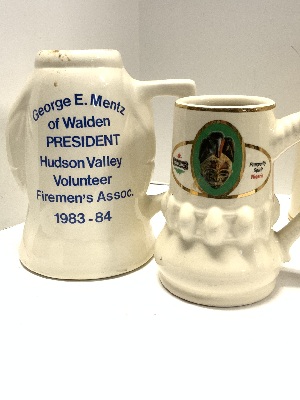 George E. Mentz
of Walden
PRESIDENT
Hudson Valley
Volunteer
Firemen's Assoc.
1983-84